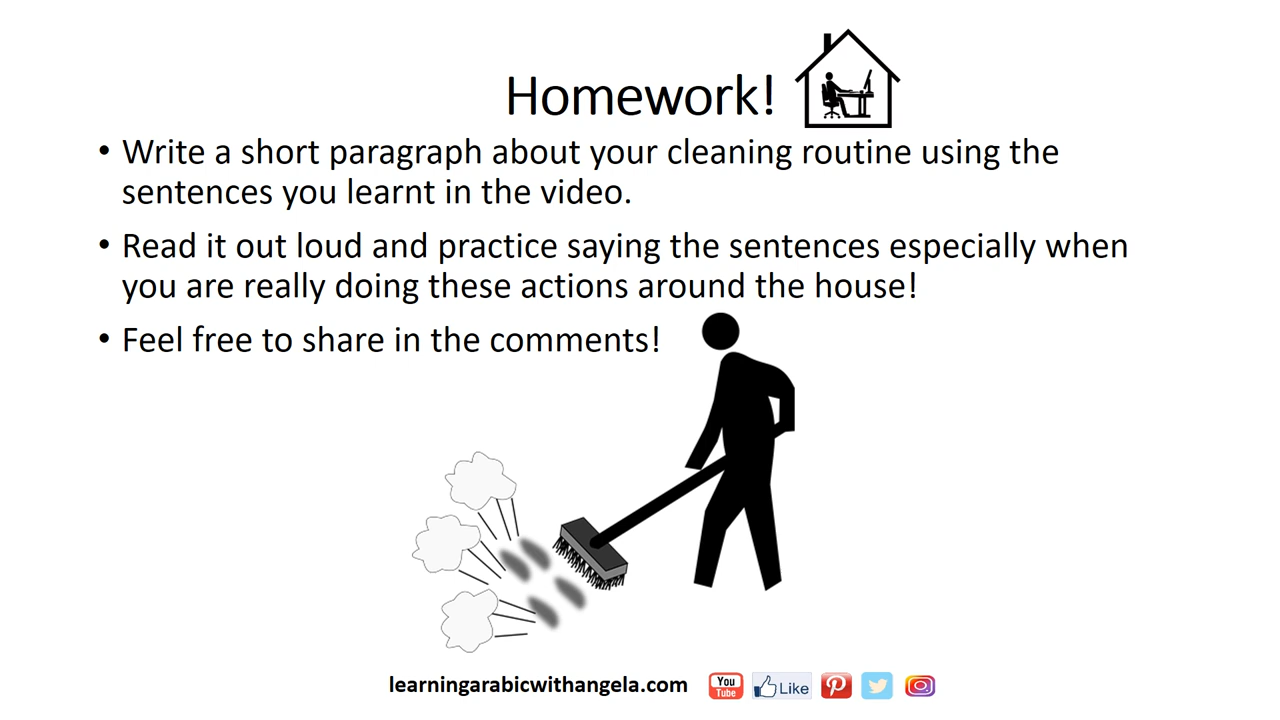 Homework!
• Write a short paragraph about your cleaning routine using the
sentences you learnt in the video.
• Read it out loud and practice saying the sentences especially when
you are really doing these actions around the house!
• Feel free to share in the comments!
learningarabicwithangela.com
You
Tube
Like